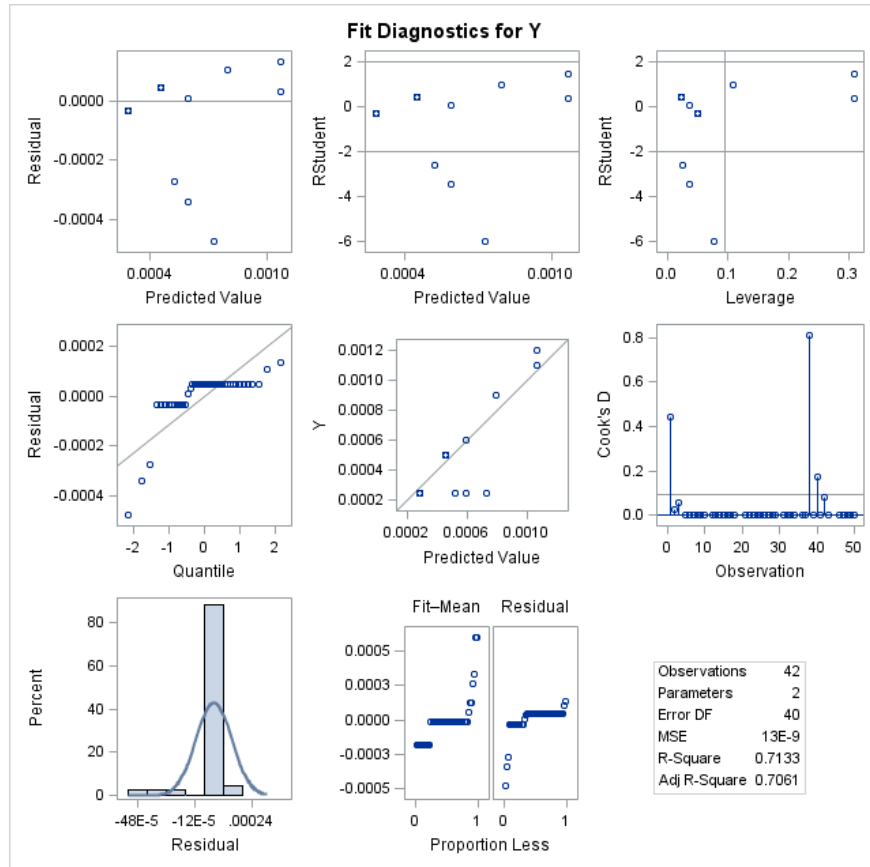 Fit Diagnostics for Y
0.0000
-0.0002
-0.0004
Residual
0.0004 0.0010
Predicted Value
2
0
-2
-4
-6
RStudent
0.0004 0.0010
Predicted Value
2
0
-2
-4
-6
RStudent
0.0 0.1 0.2 0.3
Leverage
0.0002
0.0000
-0.0002
-0.0004
Residual
-2 -1 0 1 2
Quantile
0.0012
0.0010
0.0008
0.0006
0.0004
0.0002
Y
0.0002 0.0006 0.0010
Predicted Value
0.8
0.6
0.4
0.2
0.0
Cook's D
0 10 20 30 40 50
Observation
80
60
40
20
0
Percent
-48E-5 -12E-5 .00024
Residual
Fit–Mean Residual
0.0005
0.0003
0.0000
-0.0003
-0.0005
0 1 0 1
Proportion Less
Observations 42
Parameters 2
Error DF 40
MSE 13E-9
R-Square 0.7133
Adj R-Square 0.7061